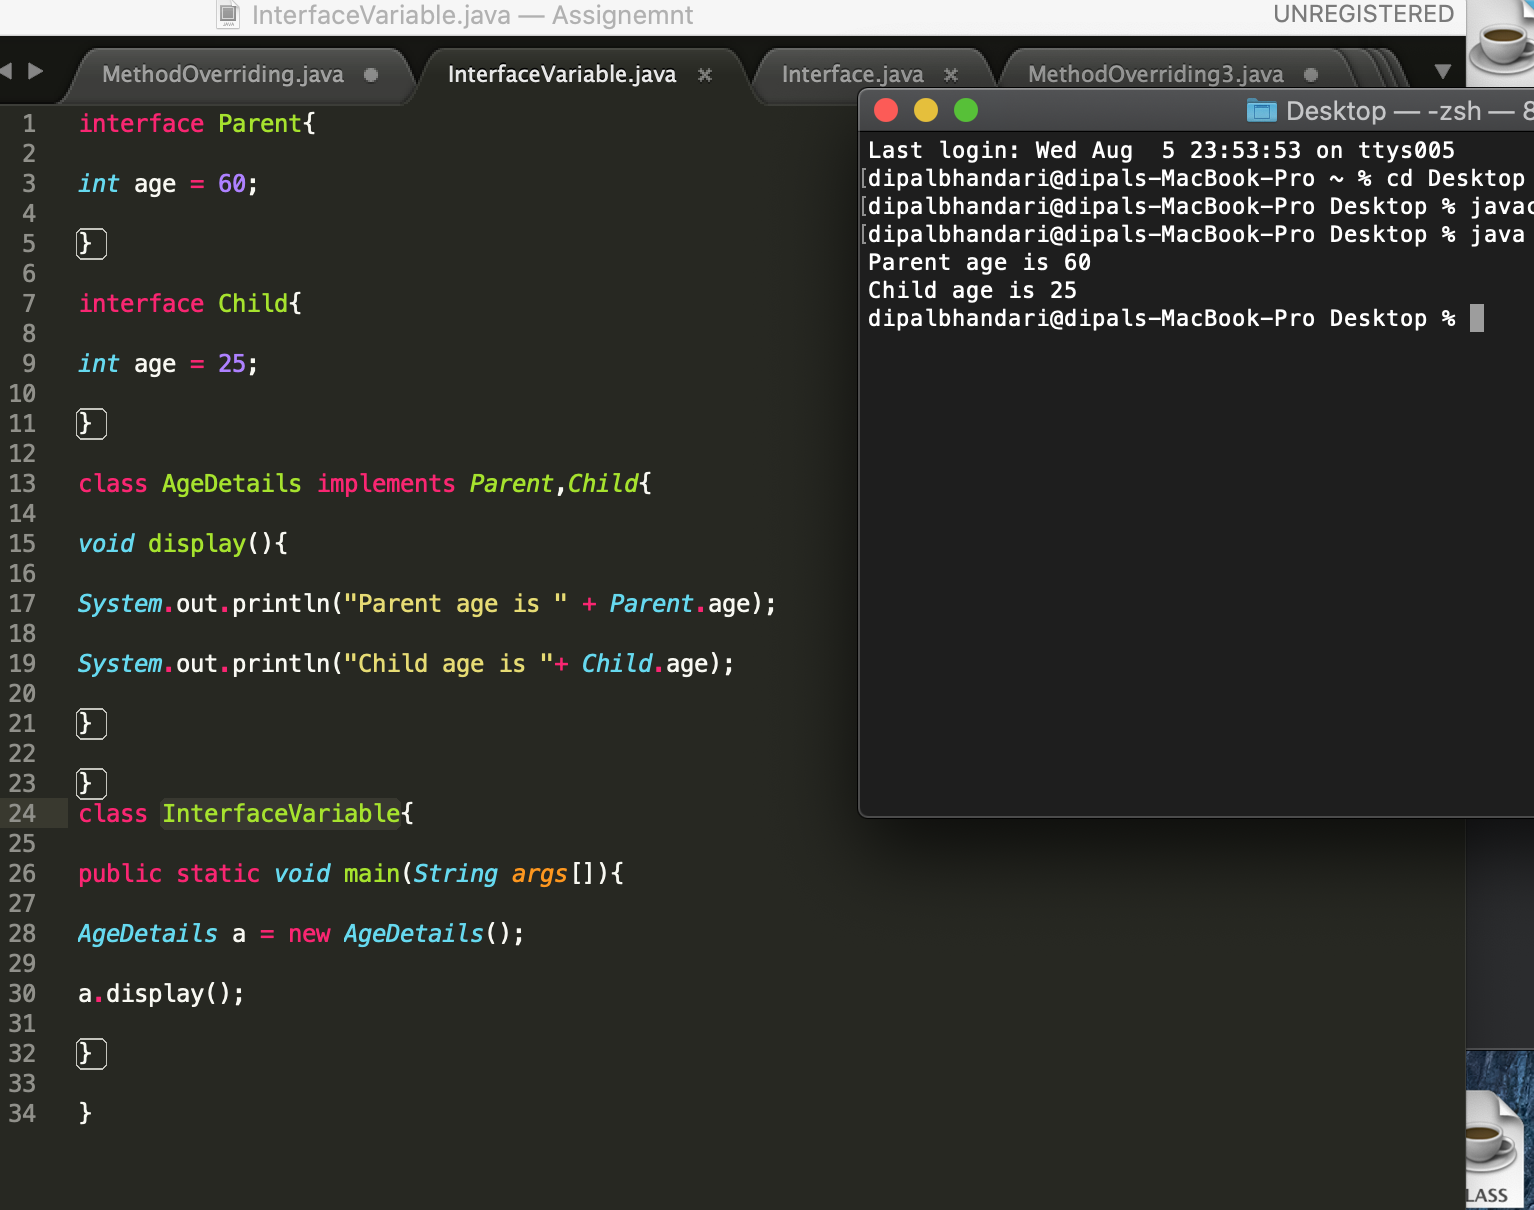 InterfaceVariable.java — Assignemnt
UNREGISTERED
MethodOverriding.java
InterfaceVariable.java
Interface.java
MethodOverriding3.java
1 interface Parent{
2
3 int age = 60;
4
5 }
6
7 interface Child{
8
9 int age = 25;
10
11 }
12
13 class AgeDetails implements Parent,Child{
14
15 void display(){
16
17 System.out.println("Parent age is " + Parent.age);
18
19 System.out.println("Child age is "+ Child.age);
20
21 }
22
23 }
24 class InterfaceVariable{
25
26 public static void main(String args[]){
27
28 AgeDetails a = new AgeDetails();
29
30 a.display();
31
32 }
33
34 }
Desktop — -zsh — 8
Last login: Wed Aug  5 23:53:53 on ttys005
[dipalbhandari@dipals-MacBook-Pro ~ % cd Desktop
[dipalbhandari@dipals-MacBook-Pro Desktop % javac
[dipalbhandari@dipals-MacBook-Pro Desktop % java
Parent age is 60
Child age is 25
dipalbhandari@dipals-MacBook-Pro Desktop %
LASS